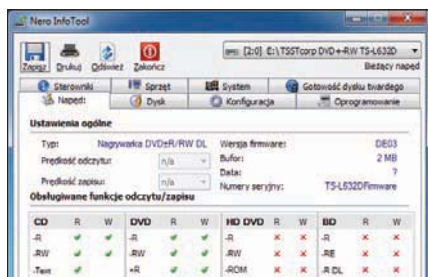 Nero InfoTool
[2:0] E:\TSSTcorp DVD+-RW TS-L632D
Zapisz Drukuj Odśwież Zakończ
Bieżący napęd
Sterowniki Sprzęt System Gotowość dysku twardego
Napęd: Dysk Konfiguracja Oprogramowanie
Ustawienia ogólne
Typ: Nagrywarka DVD±R/RW DL Wersja firmware: DE03
Prędkość odczytu: n/a Bufor: 2 MB
Data: ?
Prędkość zapisu: n/a Numery seryjny: TS-L632DFirmware
Obsługiwane funkcje odczytu/zapisu
CD R W DVD R W HD DVD R W BD R W
-R -R -R -R
-RW -RW -RW -RE
-Text +R -ROM -R DL